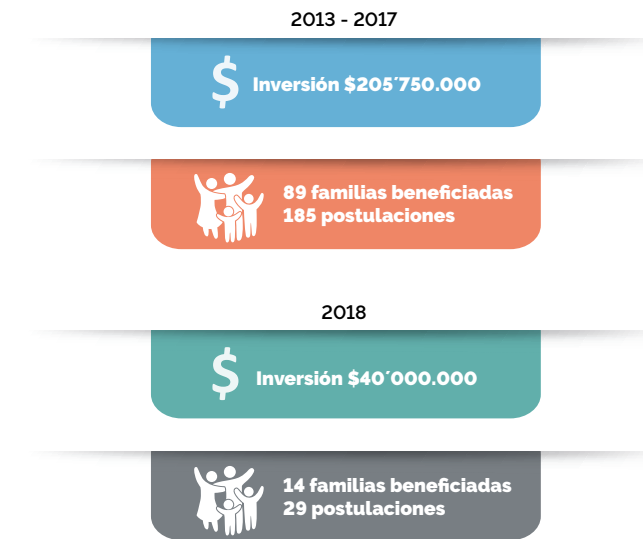 2013 - 2017
$
Inversión $205´750.000
89 familias beneficiadas
185 postulaciones
2018
$
Inversión $40´000.000
14 familias beneficiadas
29 postulaciones